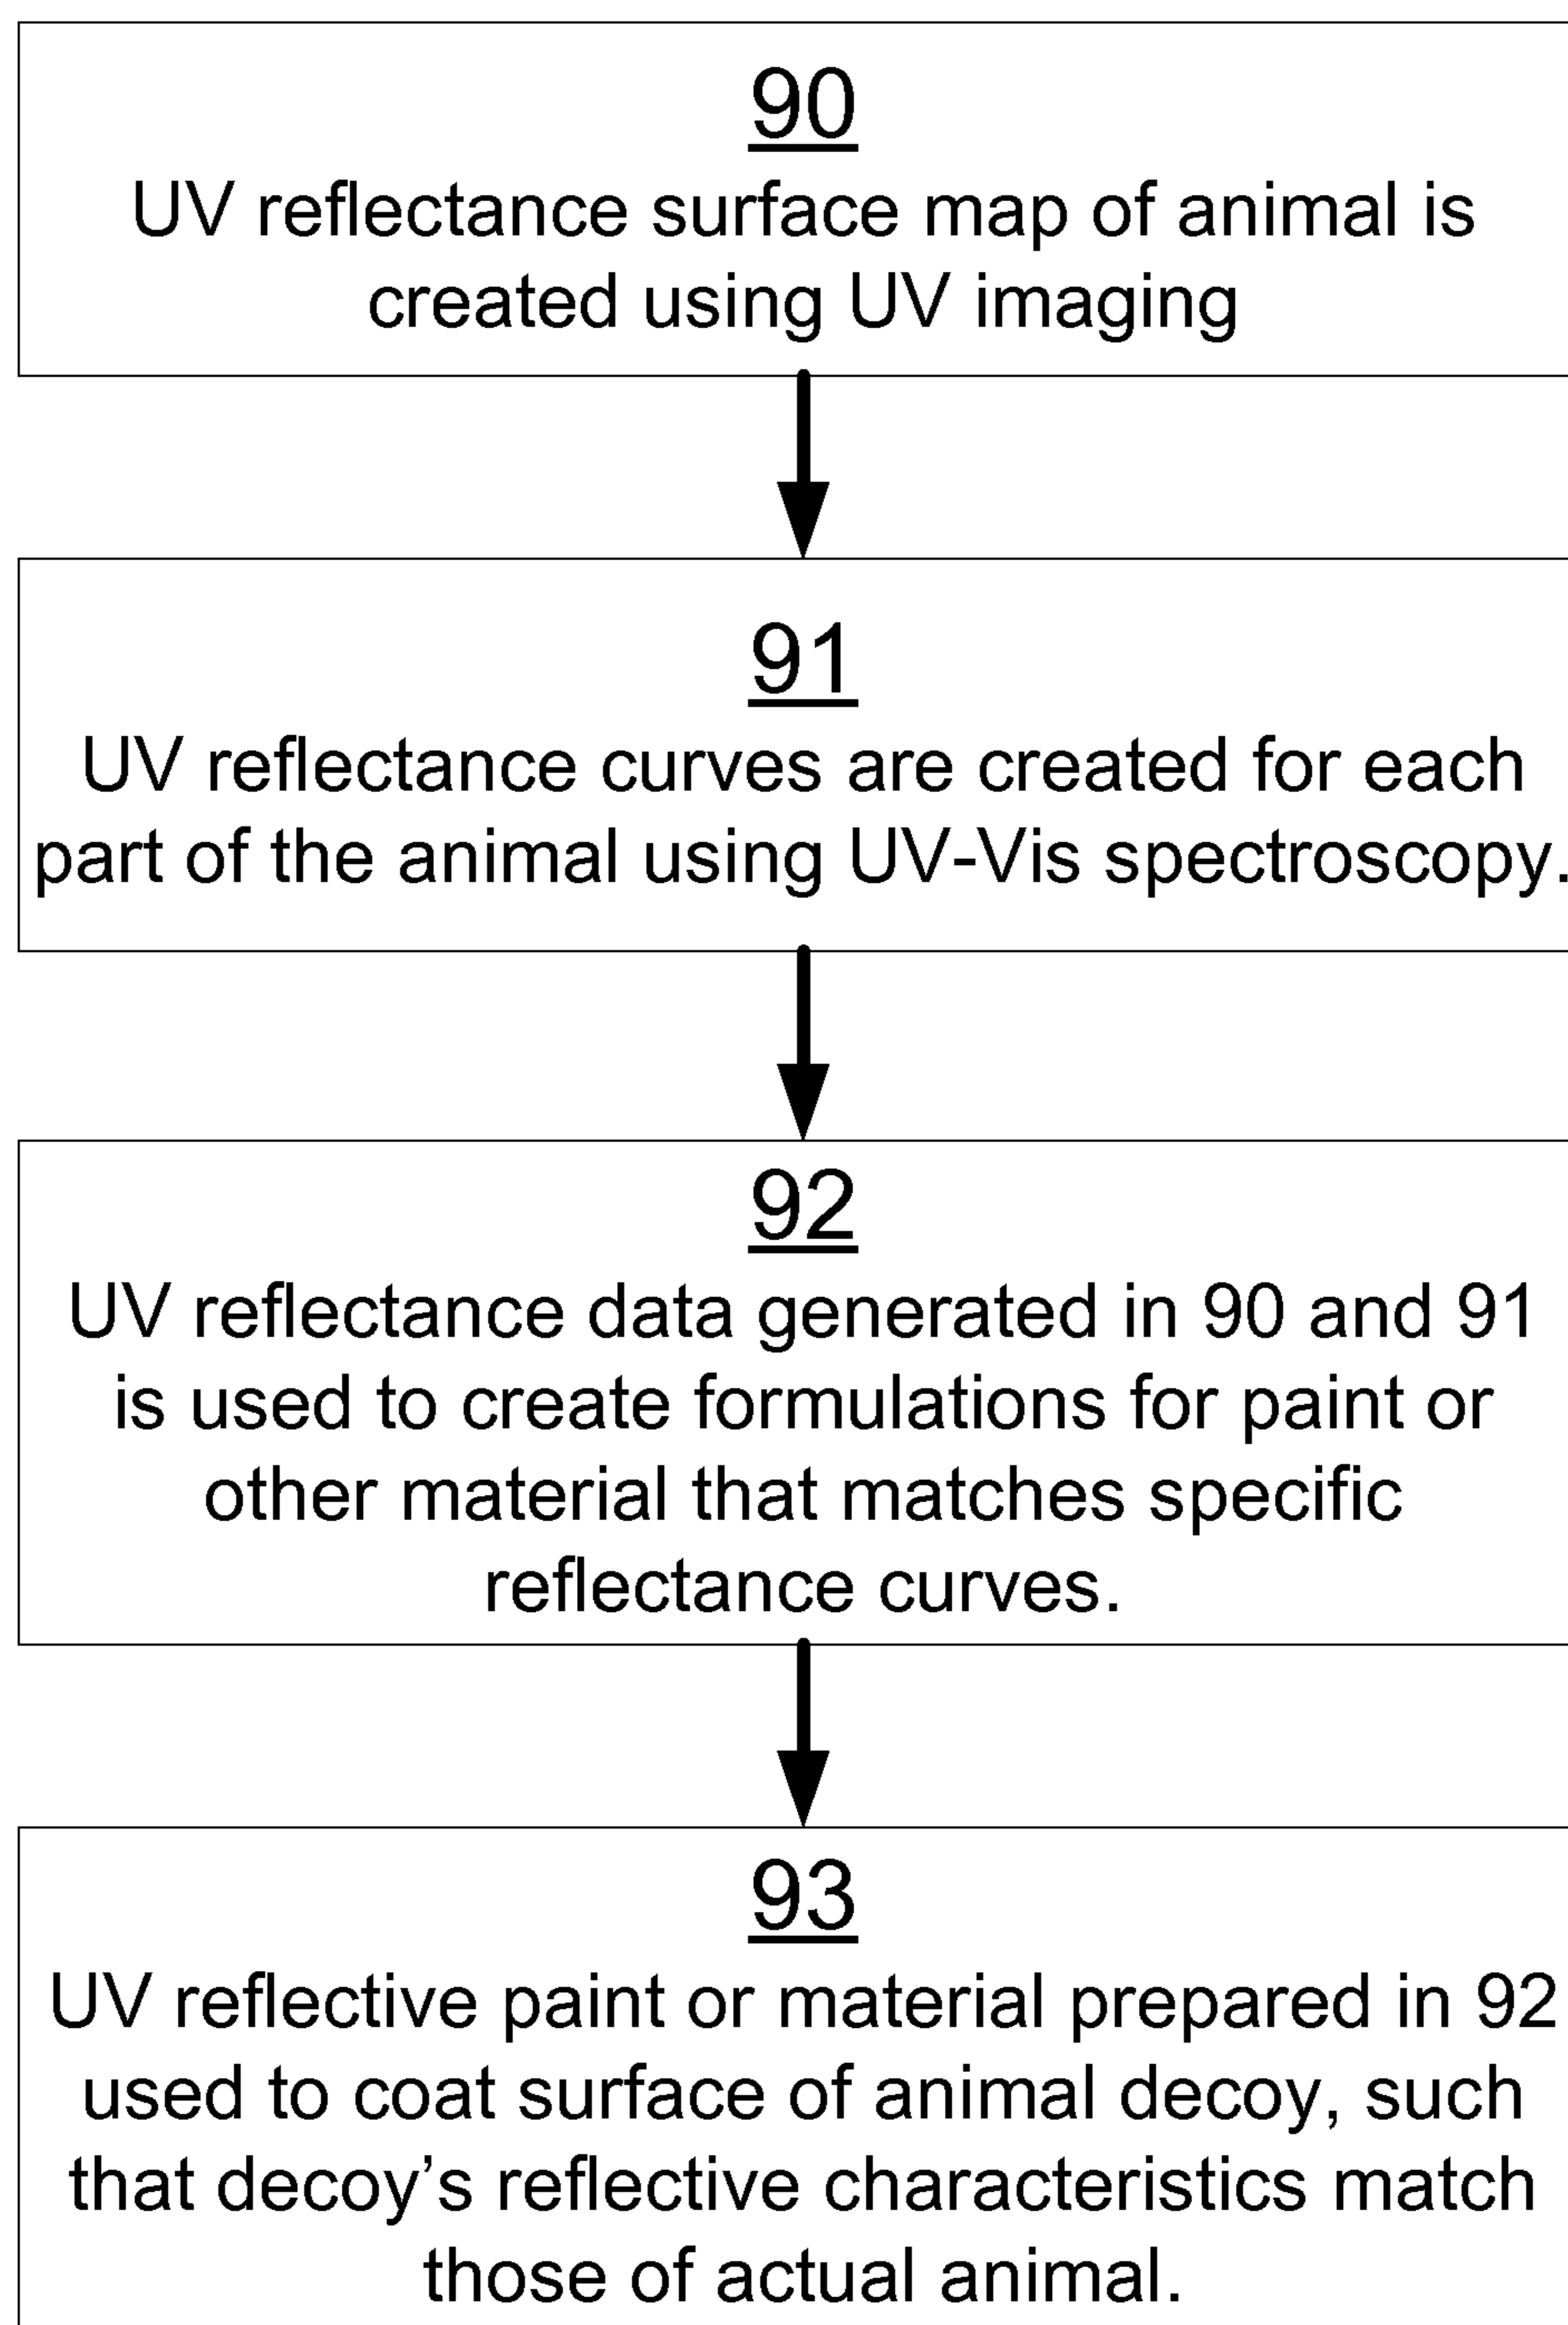 90
UV reflectance surface map of animal is
created using UV imaging
91
UV reflectance curves are created for each
part of the animal using UV-Vis spectroscopy.
92
UV reflectance data generated in 90 and 91
is used to create formulations for paint or
other material that matches specific
reflectance curves.
93
UV reflective paint or material prepared in 92
used to coat surface of animal decoy, such
that decoy’s reflective characteristics match
those of actual animal.